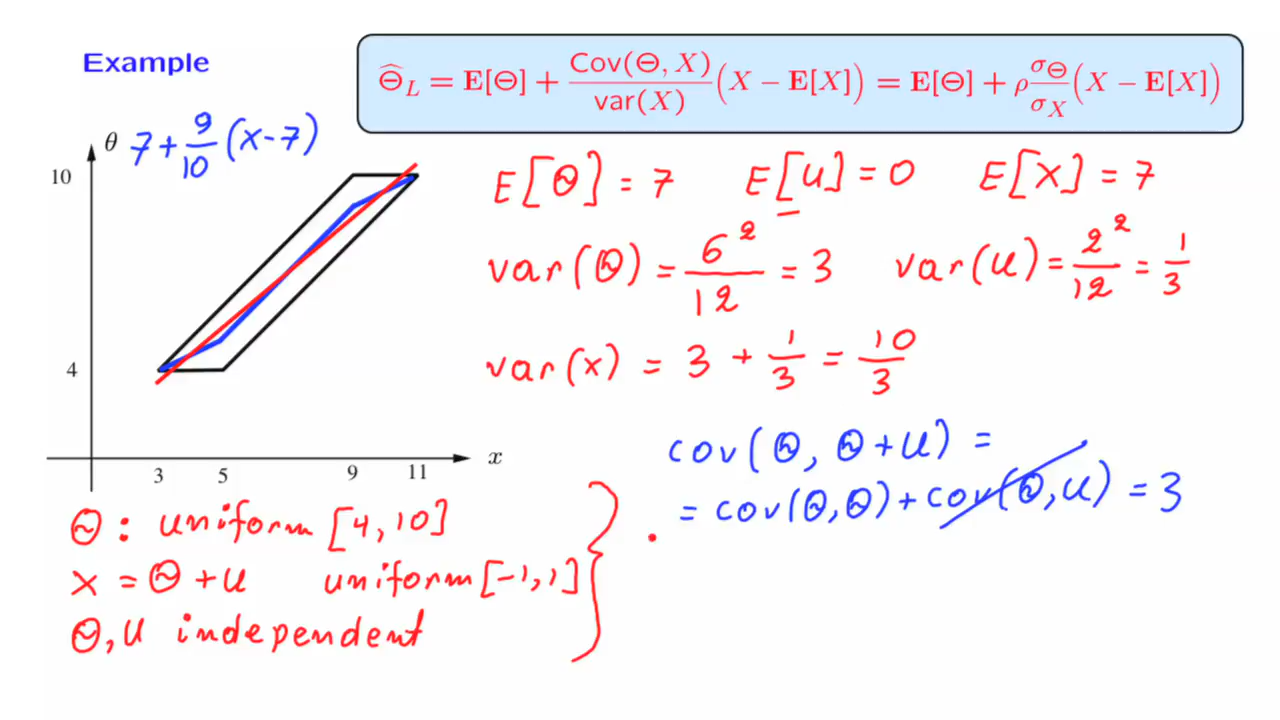 Example
Θ̂_L = E[Θ] + Cov(Θ, X)/var(X) (X − E[X]) = E[Θ] + ρ σ_Θ/σ_X (X − E[X])
θ 7 + 9/10 (x − 7)
E[Θ] = 7 E[U] = 0 E[X] = 7
10
var(Θ) = 6²/12 = 3 var(U) = 2²/12 = 1/3
var(x) = 3 + 1/3 = 10/3
4
cov(Θ, Θ + U) =
x
3 5 9 11
= cov(Θ, Θ) + cov(Θ, U) = 3
Θ : uniform [4, 10]
x = Θ + U uniform [-1, 1]
Θ, U independent